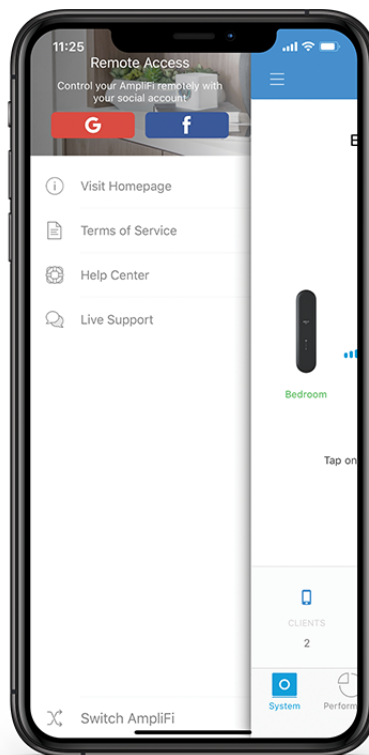 11:25
Remote Access
Control your AmpliFi remotely with
your social account.
G
f
Visit Homepage
Terms of Service
Help Center
Live Support
Switch AmpliFi
E
Bedroom
Tap on
CLIENTS
2
System
Perform